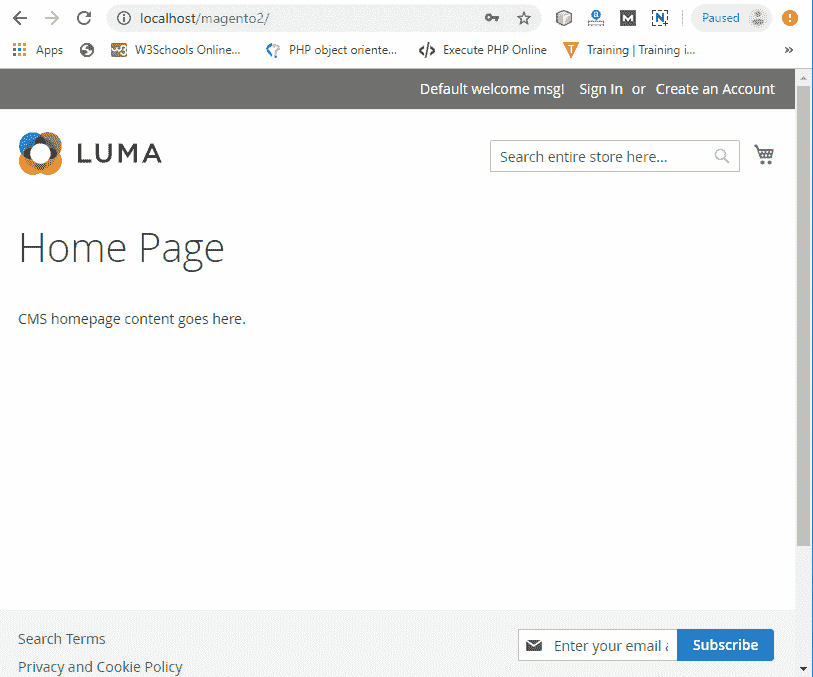 localhost/magento2/
Paused
Apps
W3Schools Online...
PHP object oriente...
Execute PHP Online
Training | Training i...
»
Default welcome msg! Sign In or Create an Account
LUMA
Search entire store here...
Home Page
CMS homepage content goes here.
Search Terms
Enter your email a
Subscribe
Privacy and Cookie Policy